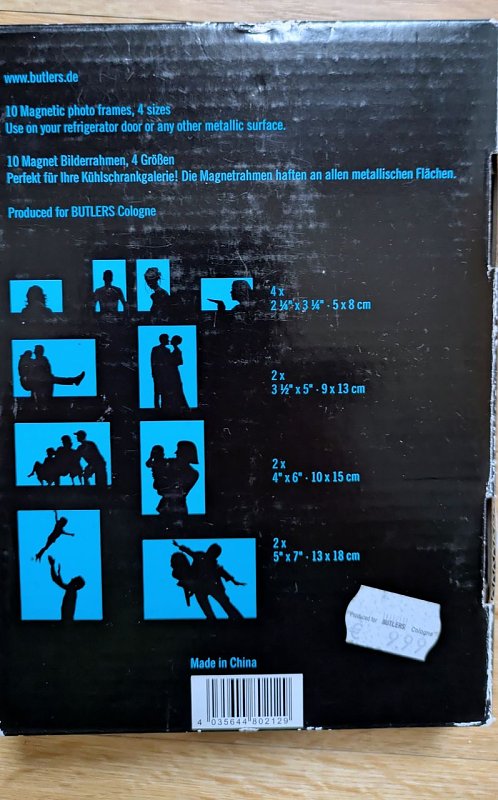 www.butlers.de
10 Magnetic photo frames, 4 sizes
Use on your refrigerator door or any other metallic surface.
10 Magnet Bilderrahmen, 4 Größen
Perfekt für Ihre Kühlschrankgalerie! Die Magnetrahmen haften an allen metallischen Flächen.
Produced for BUTLERS Cologne
4 x
2 ¼" x 3 ¼" · 5 x 8 cm
2 x
3 ½" x 5" · 9 x 13 cm
2 x
4" x 6" · 10 x 15 cm
2 x
5" x 7" · 13 x 18 cm
Produced for BUTLERS Cologne
€ 9.99
Made in China
4 035644 802129